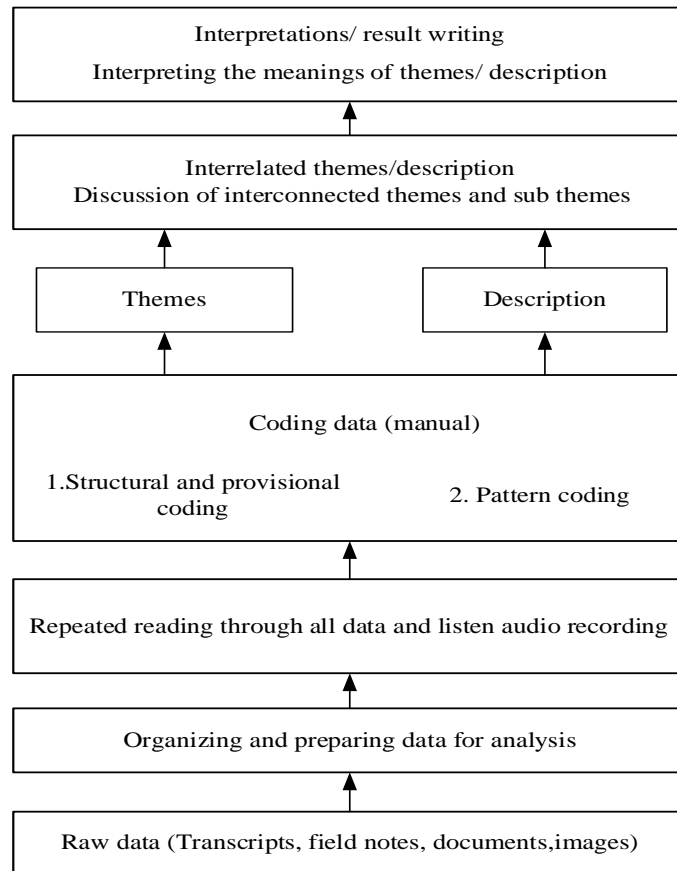 Interpretations/ result writing
Interpreting the meanings of themes/ description
Interrelated themes/description
Discussion of interconnected themes and sub themes
Themes
Description
Coding data (manual)
1.Structural and provisional
coding
2. Pattern coding
Repeated reading through all data and listen audio recording
Organizing and preparing data for analysis
Raw data (Transcripts, field notes, documents,images)